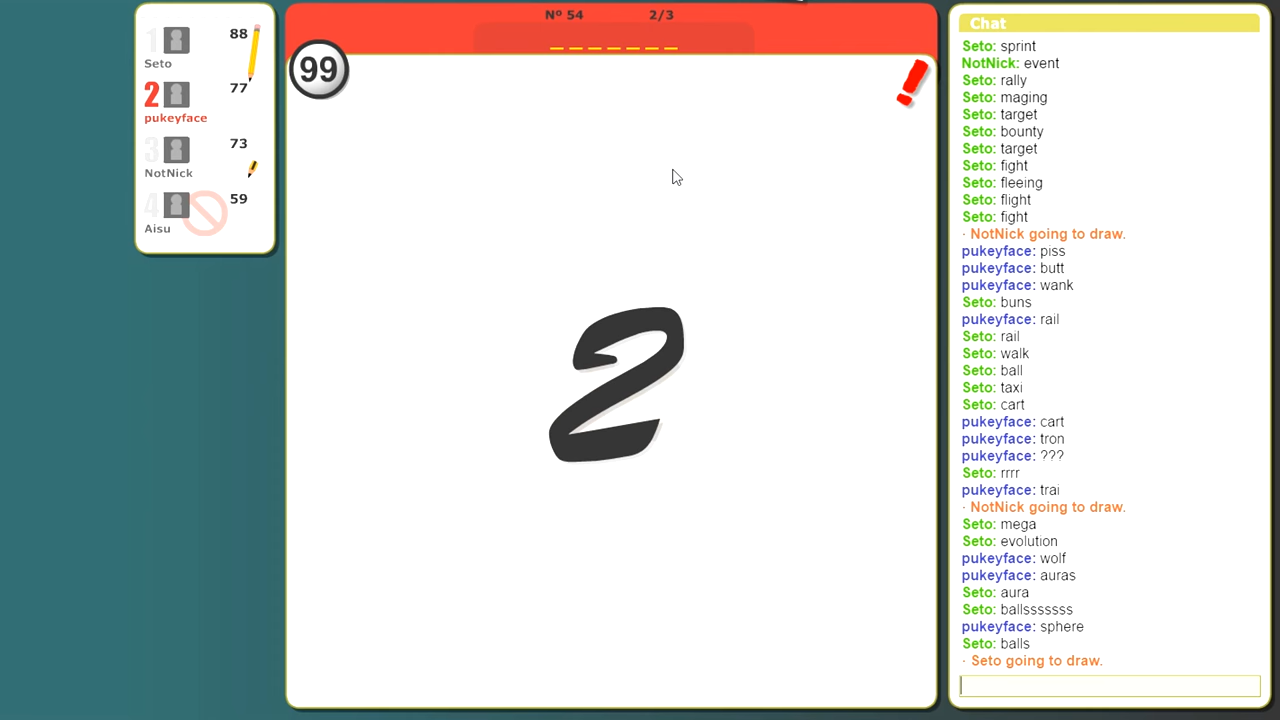 1
88
Seto
2
77
pukeyface
3
73
NotNick
4
59
Aisu
Nº 54 2/3
_ _ _ _ _ _ _
99
!
2
Chat
Seto: sprint
NotNick: event
Seto: rally
Seto: maging
Seto: target
Seto: bounty
Seto: target
Seto: fight
Seto: fleeing
Seto: flight
Seto: fight
· NotNick going to draw.
pukeyface: piss
pukeyface: butt
pukeyface: wank
Seto: buns
pukeyface: rail
Seto: rail
Seto: walk
Seto: ball
Seto: taxi
Seto: cart
pukeyface: cart
pukeyface: tron
pukeyface: ???
Seto: rrrr
pukeyface: trai
· NotNick going to draw.
Seto: mega
Seto: evolution
pukeyface: wolf
pukeyface: auras
Seto: aura
Seto: ballsssssss
pukeyface: sphere
Seto: balls
· Seto going to draw.